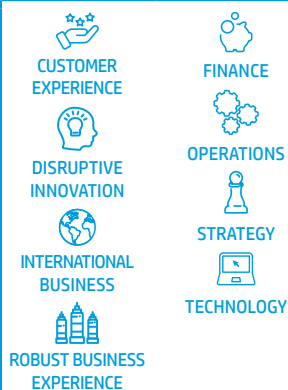 CUSTOMER
EXPERIENCE
DISRUPTIVE
INNOVATION
INTERNATIONAL
BUSINESS
ROBUST BUSINESS
EXPERIENCE
FINANCE
OPERATIONS
STRATEGY
TECHNOLOGY